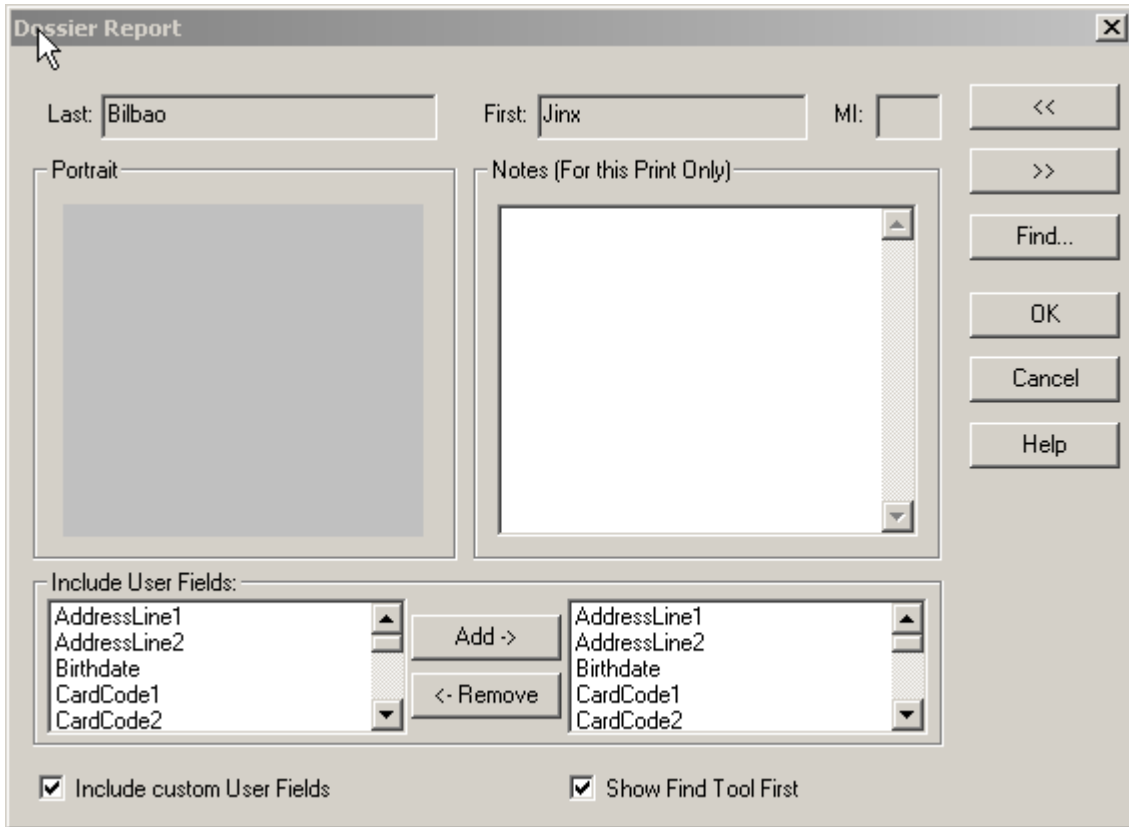 Dossier Report
Last: Bilbao First: Jinx MI:
<<
Portrait
Notes (For this Print Only)
>>
Find...
OK
Cancel
Help
Include User Fields:
AddressLine1
AddressLine2
Birthdate
CardCode1
CardCode2
Add ->
<- Remove
AddressLine1
AddressLine2
Birthdate
CardCode1
CardCode2
Include custom User Fields
Show Find Tool First